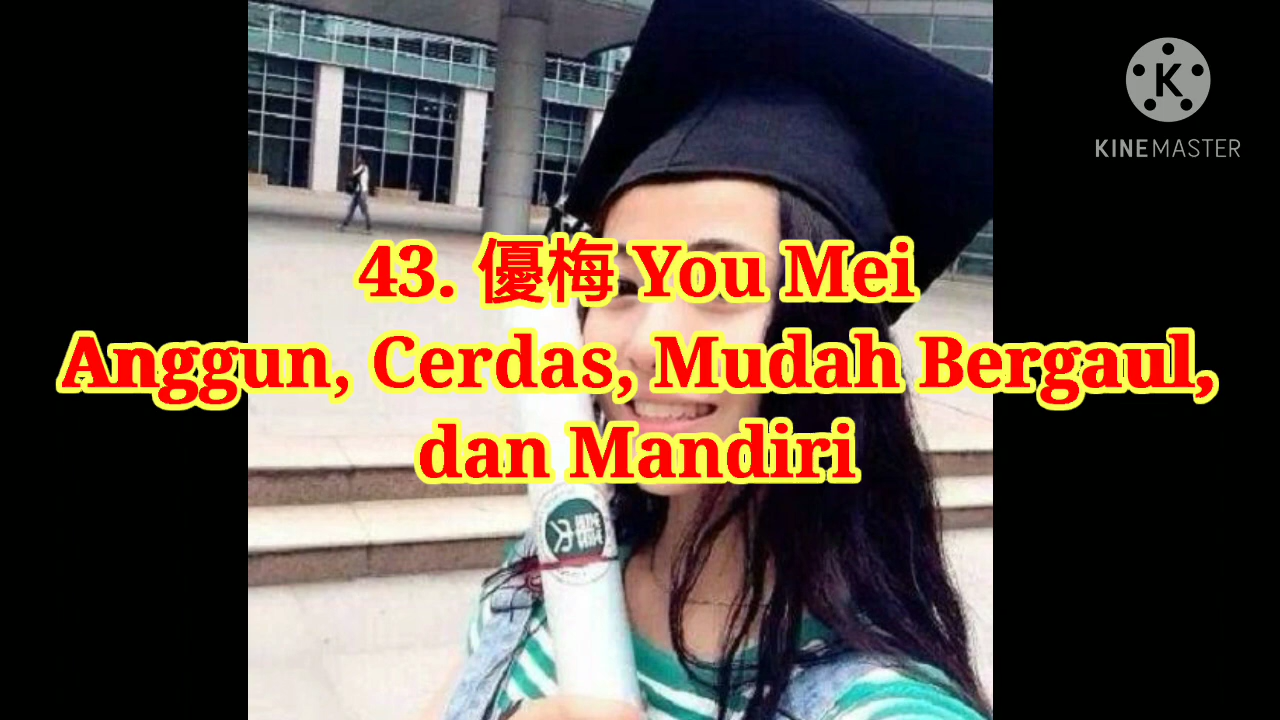 KINEMASTER
43. 優梅 You Mei
Anggun, Cerdas, Mudah Bergaul,
dan Mandiri